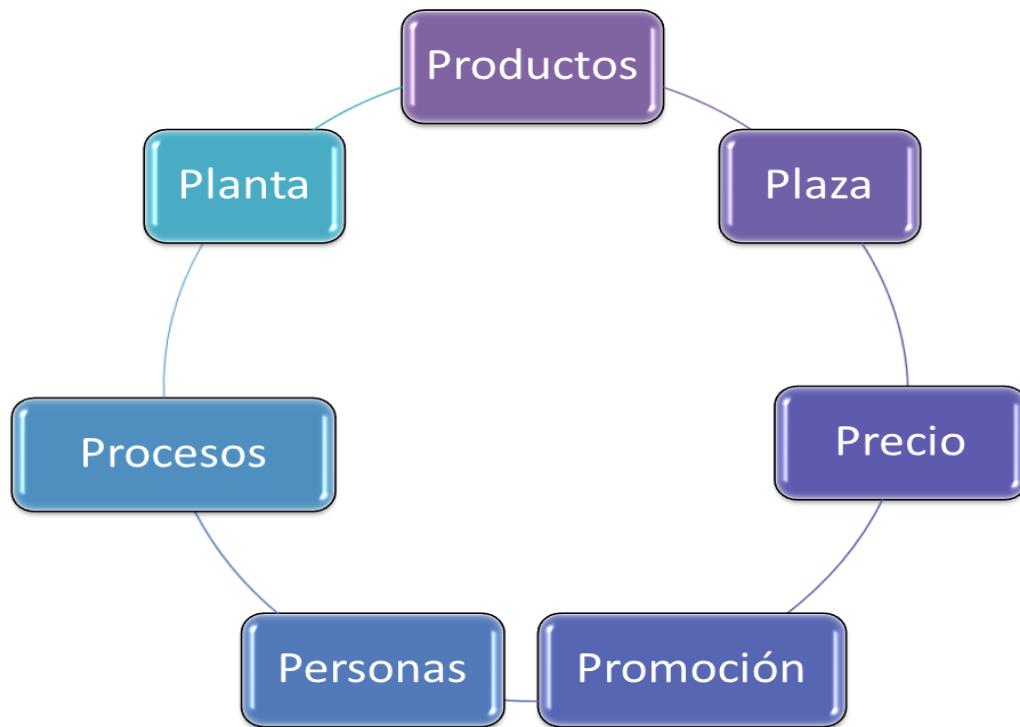 Productos
Plaza
Precio
Promoción
Personas
Procesos
Planta